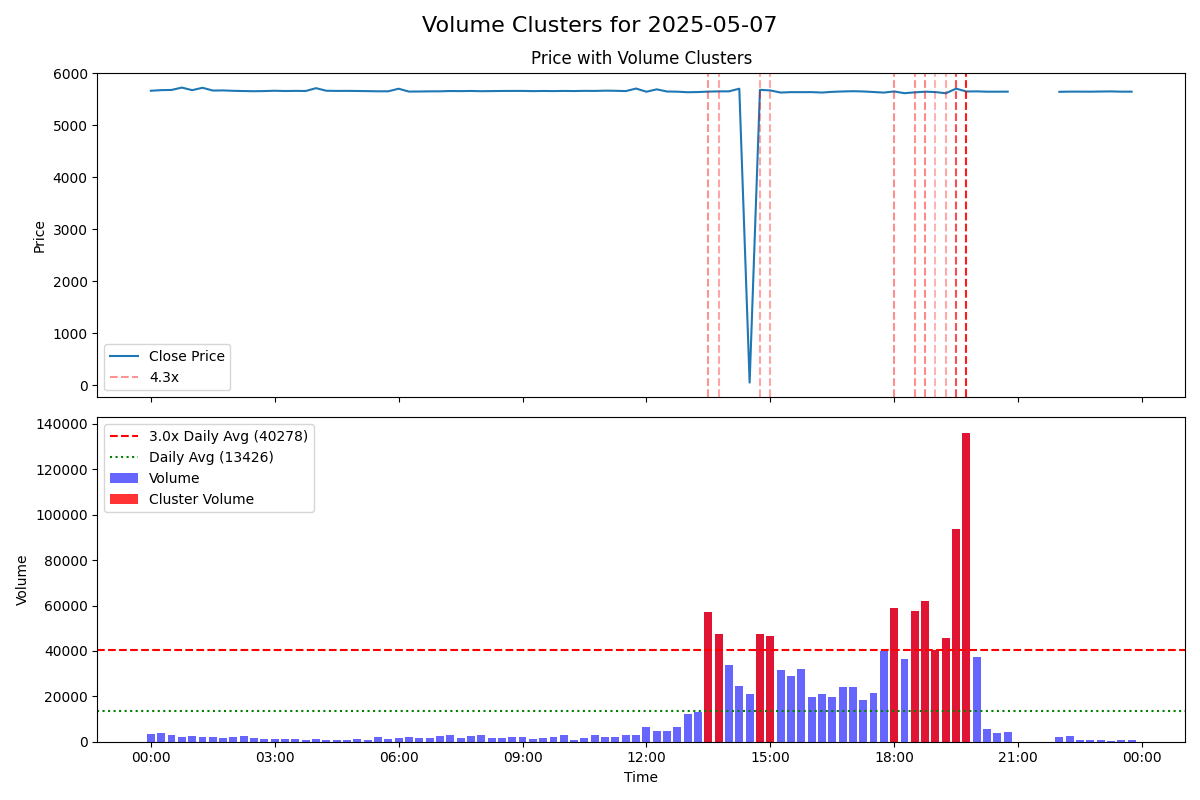 Volume Clusters for 2025-05-07
Price with Volume Clusters
6000
5000
4000
3000
2000
1000
0
Price
Close Price
4.3x
140000
120000
100000
80000
60000
40000
20000
0
Volume
3.0x Daily Avg (40278)
Daily Avg (13426)
Volume
Cluster Volume
00:00 03:00 06:00 09:00 12:00 15:00 18:00 21:00 00:00
Time